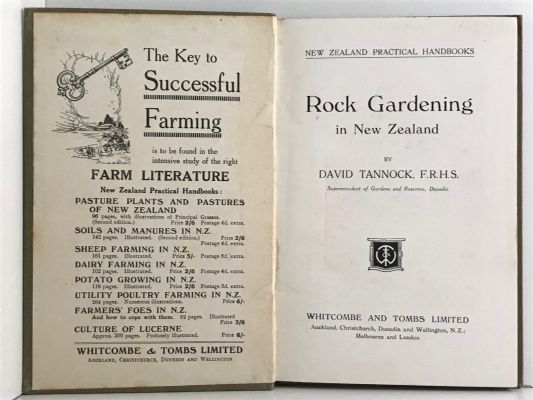 The Key to
Successful
Farming
is to be found in the
intensive study of the right
FARM LITERATURE
New Zealand Practical Handbooks:
PASTURE PLANTS AND PASTURES
OF NEW ZEALAND
96 pages, with illustrations of Principal Grasses.
(Second edition.) Price 2/6 Postage 4d. extra.
SOILS AND MANURES IN N.Z.
142 pages. Illustrated. (Second edition.) Price 2/6
Postage 4d. extra.
SHEEP FARMING IN N.Z.
161 pages. Illustrated. Price 5/- Postage 5d. extra.
DAIRY FARMING IN N.Z.
102 pages. Illustrated. Price 2/6 Postage 4d. extra.
POTATO GROWING IN N.Z.
116 pages. Illustrated. Price 2/6 Postage 3d. extra.
UTILITY POULTRY FARMING IN N.Z.
264 pages. Numerous illustrations. Price 6/-
FARMERS' FOES IN N.Z.
And how to cope with them. 82 pages. Illustrated
Price 3/6
CULTURE OF LUCERNE
Approx. 200 pages. Profusely illustrated. Price 6/-
WHITCOMBE & TOMBS LIMITED
AUCKLAND, CHRISTCHURCH, DUNEDIN AND WELLINGTON
NEW ZEALAND PRACTICAL HANDBOOKS
Rock Gardening
in New Zealand
BY
DAVID TANNOCK, F.R.H.S.
Superintendent of Gardens and Reserves, Dunedin
WHITCOMBE AND TOMBS LIMITED
Auckland, Christchurch, Dunedin and Wellington, N.Z.;
Melbourne and London